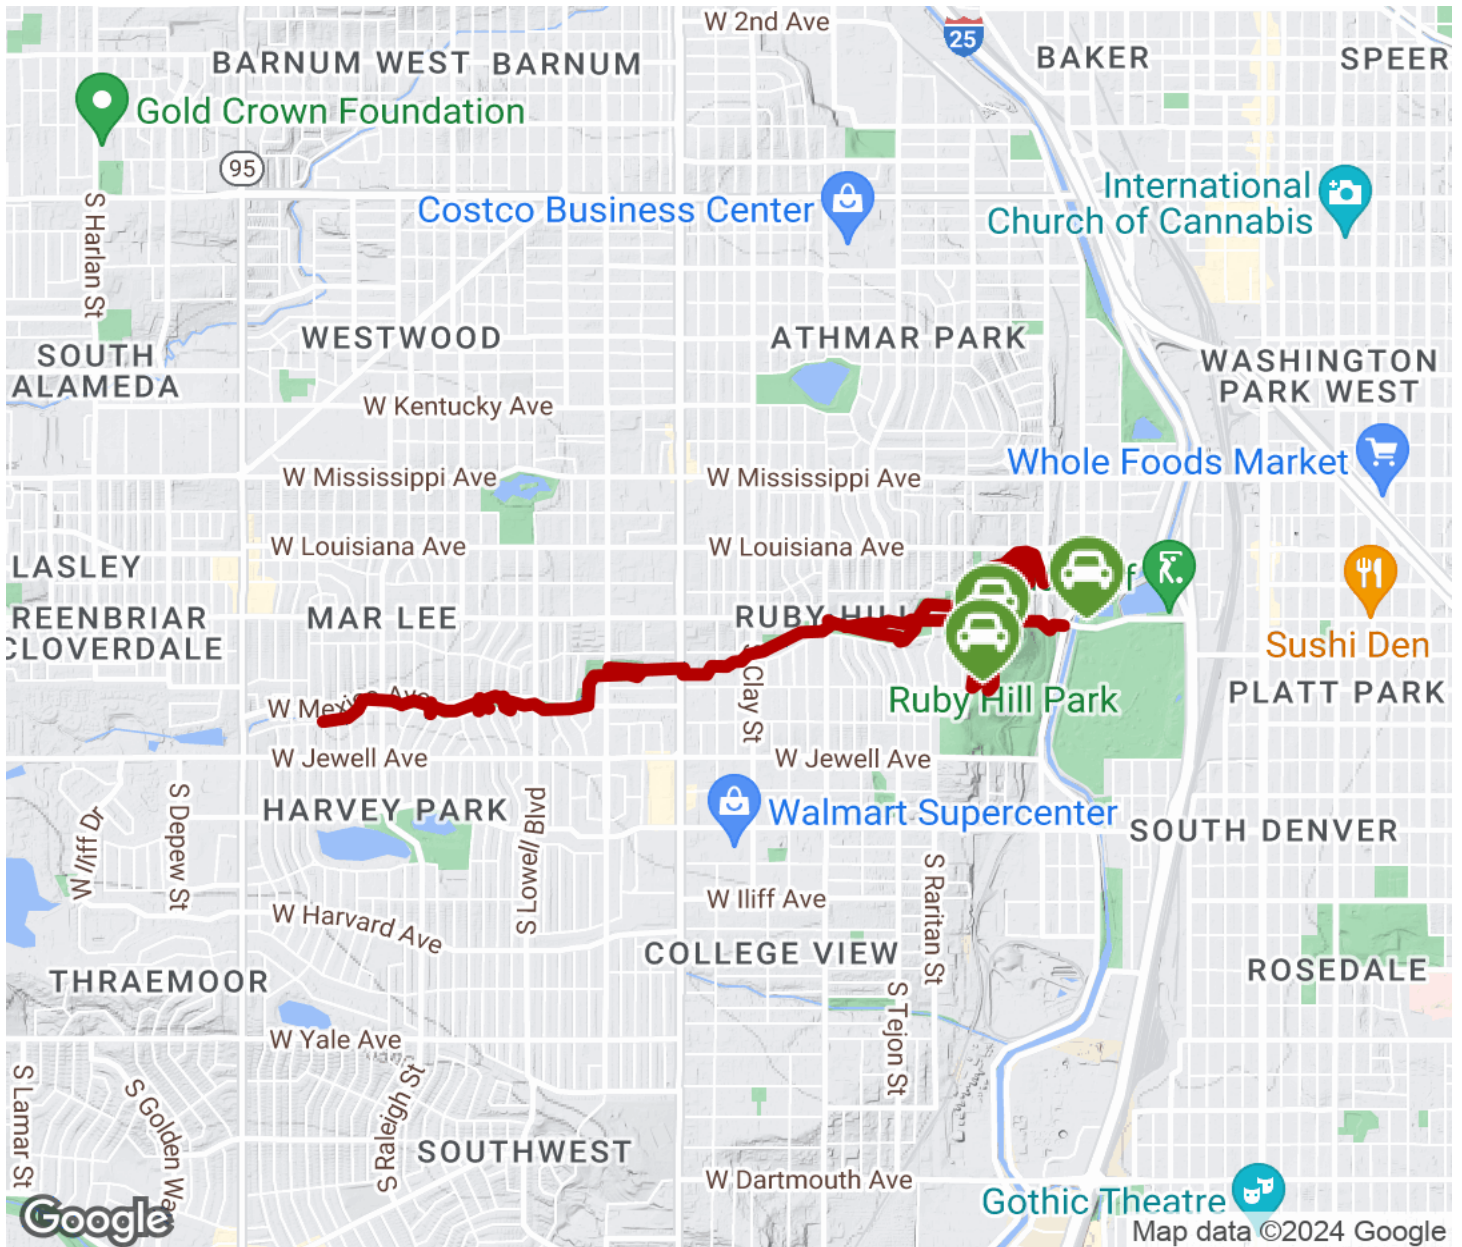 W 2nd Ave
25
BAKER
SPEER
BARNUM WEST
BARNUM
Gold Crown Foundation
95
International
Church of Cannabis
Costco Business Center
S Harlan St
WESTWOOD
ATHMAR PARK
SOUTH
ALAMEDA
WASHINGTON
PARK WEST
W Kentucky Ave
Whole Foods Market
W Mississippi Ave
W Mississippi Ave
W Louisiana Ave
W Louisiana Ave
LASLEY
f
REENBRIAR
CLOVERDALE
MAR LEE
RUBY HILL
Sushi Den
W Mexico Ave
Ruby Hill Park
PLATT PARK
S Clay St
W Jewell Ave
W Jewell Ave
HARVEY PARK
Walmart Supercenter
SOUTH DENVER
W Iliff Dr
S Depew St
S Lowell Blvd
S Raritan St
W Iliff Ave
W Harvard Ave
COLLEGE VIEW
THRAEMOOR
ROSEDALE
S Tejon St
W Yale Ave
S Lamar St
S Golden Wa
S Raleigh St
SOUTHWEST
W Dartmouth Ave
Gothic Theatre
Google
Map data ©2024 Google